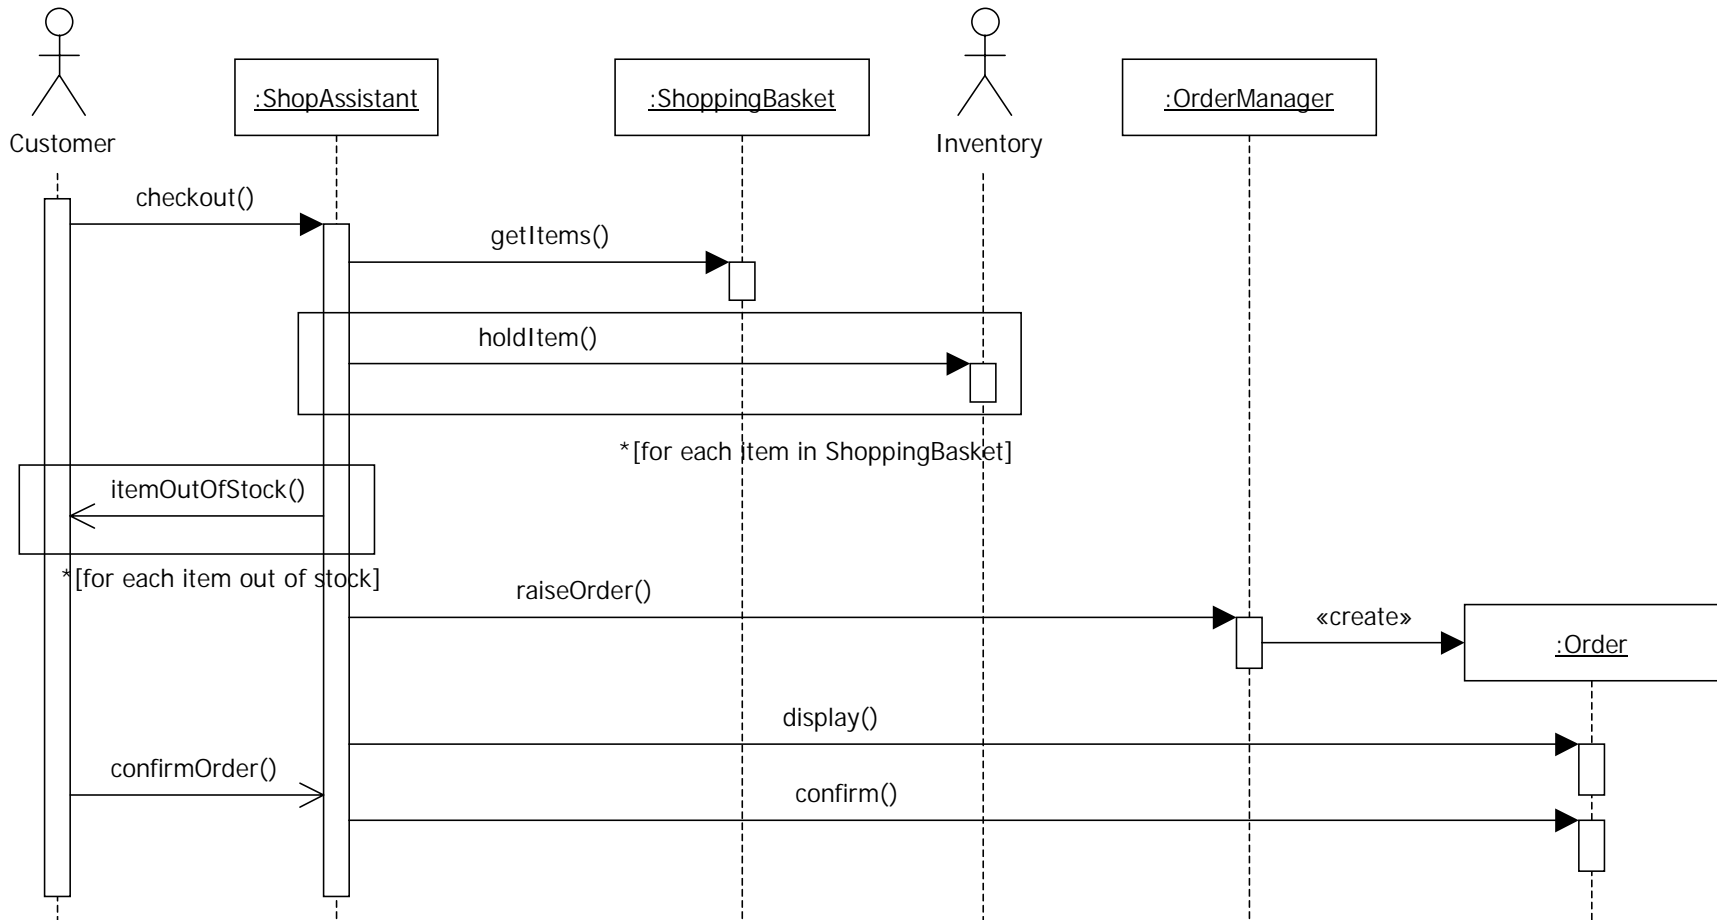 :ShopAssistant
:ShoppingBasket
:OrderManager
Customer
Inventory
checkout()
getItems()
holdItem()
*[for each item in ShoppingBasket]
itemOutOfStock()
*[for each item out of stock]
raiseOrder()
«create»
:Order
display()
confirmOrder()
confirm()